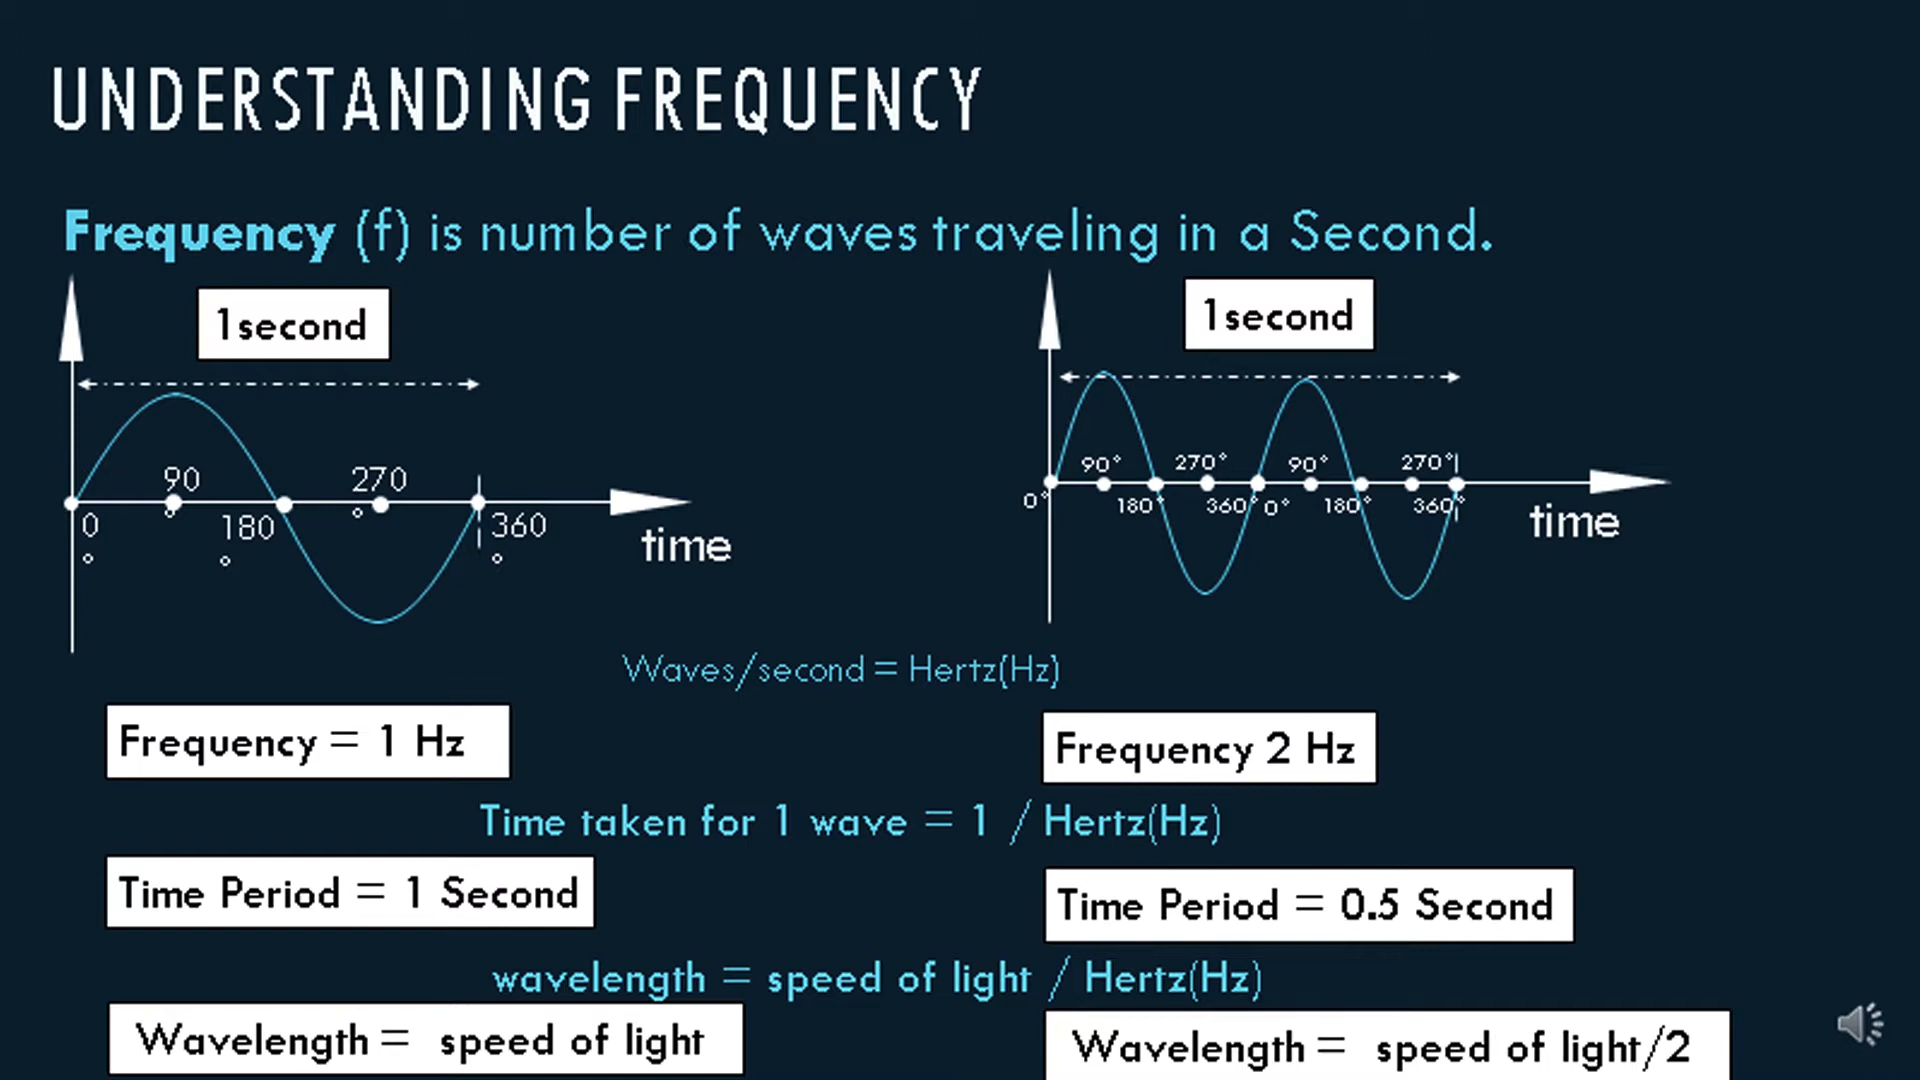 UNDERSTANDING FREQUENCY
Frequency (f) is number of waves traveling in a Second.
1second
90°
270°
0°
180°
360°
time
1second
90°
270°
90°
270°
0°
180°
360°
0°
180°
360°
time
Waves/second = Hertz(Hz)
Frequency = 1 Hz
Frequency 2 Hz
Time taken for 1 wave = 1 / Hertz(Hz)
Time Period = 1 Second
Time Period = 0.5 Second
wavelength = speed of light / Hertz(Hz)
Wavelength = speed of light
Wavelength = speed of light/2